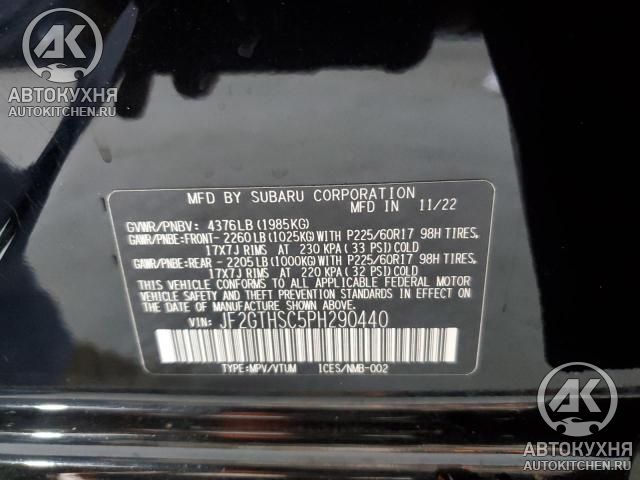 АК
АВТОКУХНЯ
AUTOKITCHEN.RU
MFD BY SUBARU CORPORATION
MFD IN 11/22
GVWR/PNBV: 4376LB (1985KG)
GAWR/PNBE:FRONT- 2260LB (1025KG)WITH P225/60R17 98H TIRES,
17X7J RIMS AT 230 KPA (33 PSI)COLD
GAWR/PNBE:REAR -2205LB (1000KG)WITH P225/60R17 98H TIRES,
17X7J RIMS AT 220 KPA (32 PSI)COLD
THIS VEHICLE CONFORMS TO ALL APPLICABLE FEDERAL MOTOR
VEHICLE SAFETY AND THEFT PREVENTION STANDARDS IN EFFECT
ON THE DATE OF MANUFACTURE SHOWN ABOVE.
VIN: JF2GTHSC5PH290440
TYPE:MPV/VTUM ICES/NMB-002
АК
АВТОКУХНЯ
AUTOKITCHEN.RU